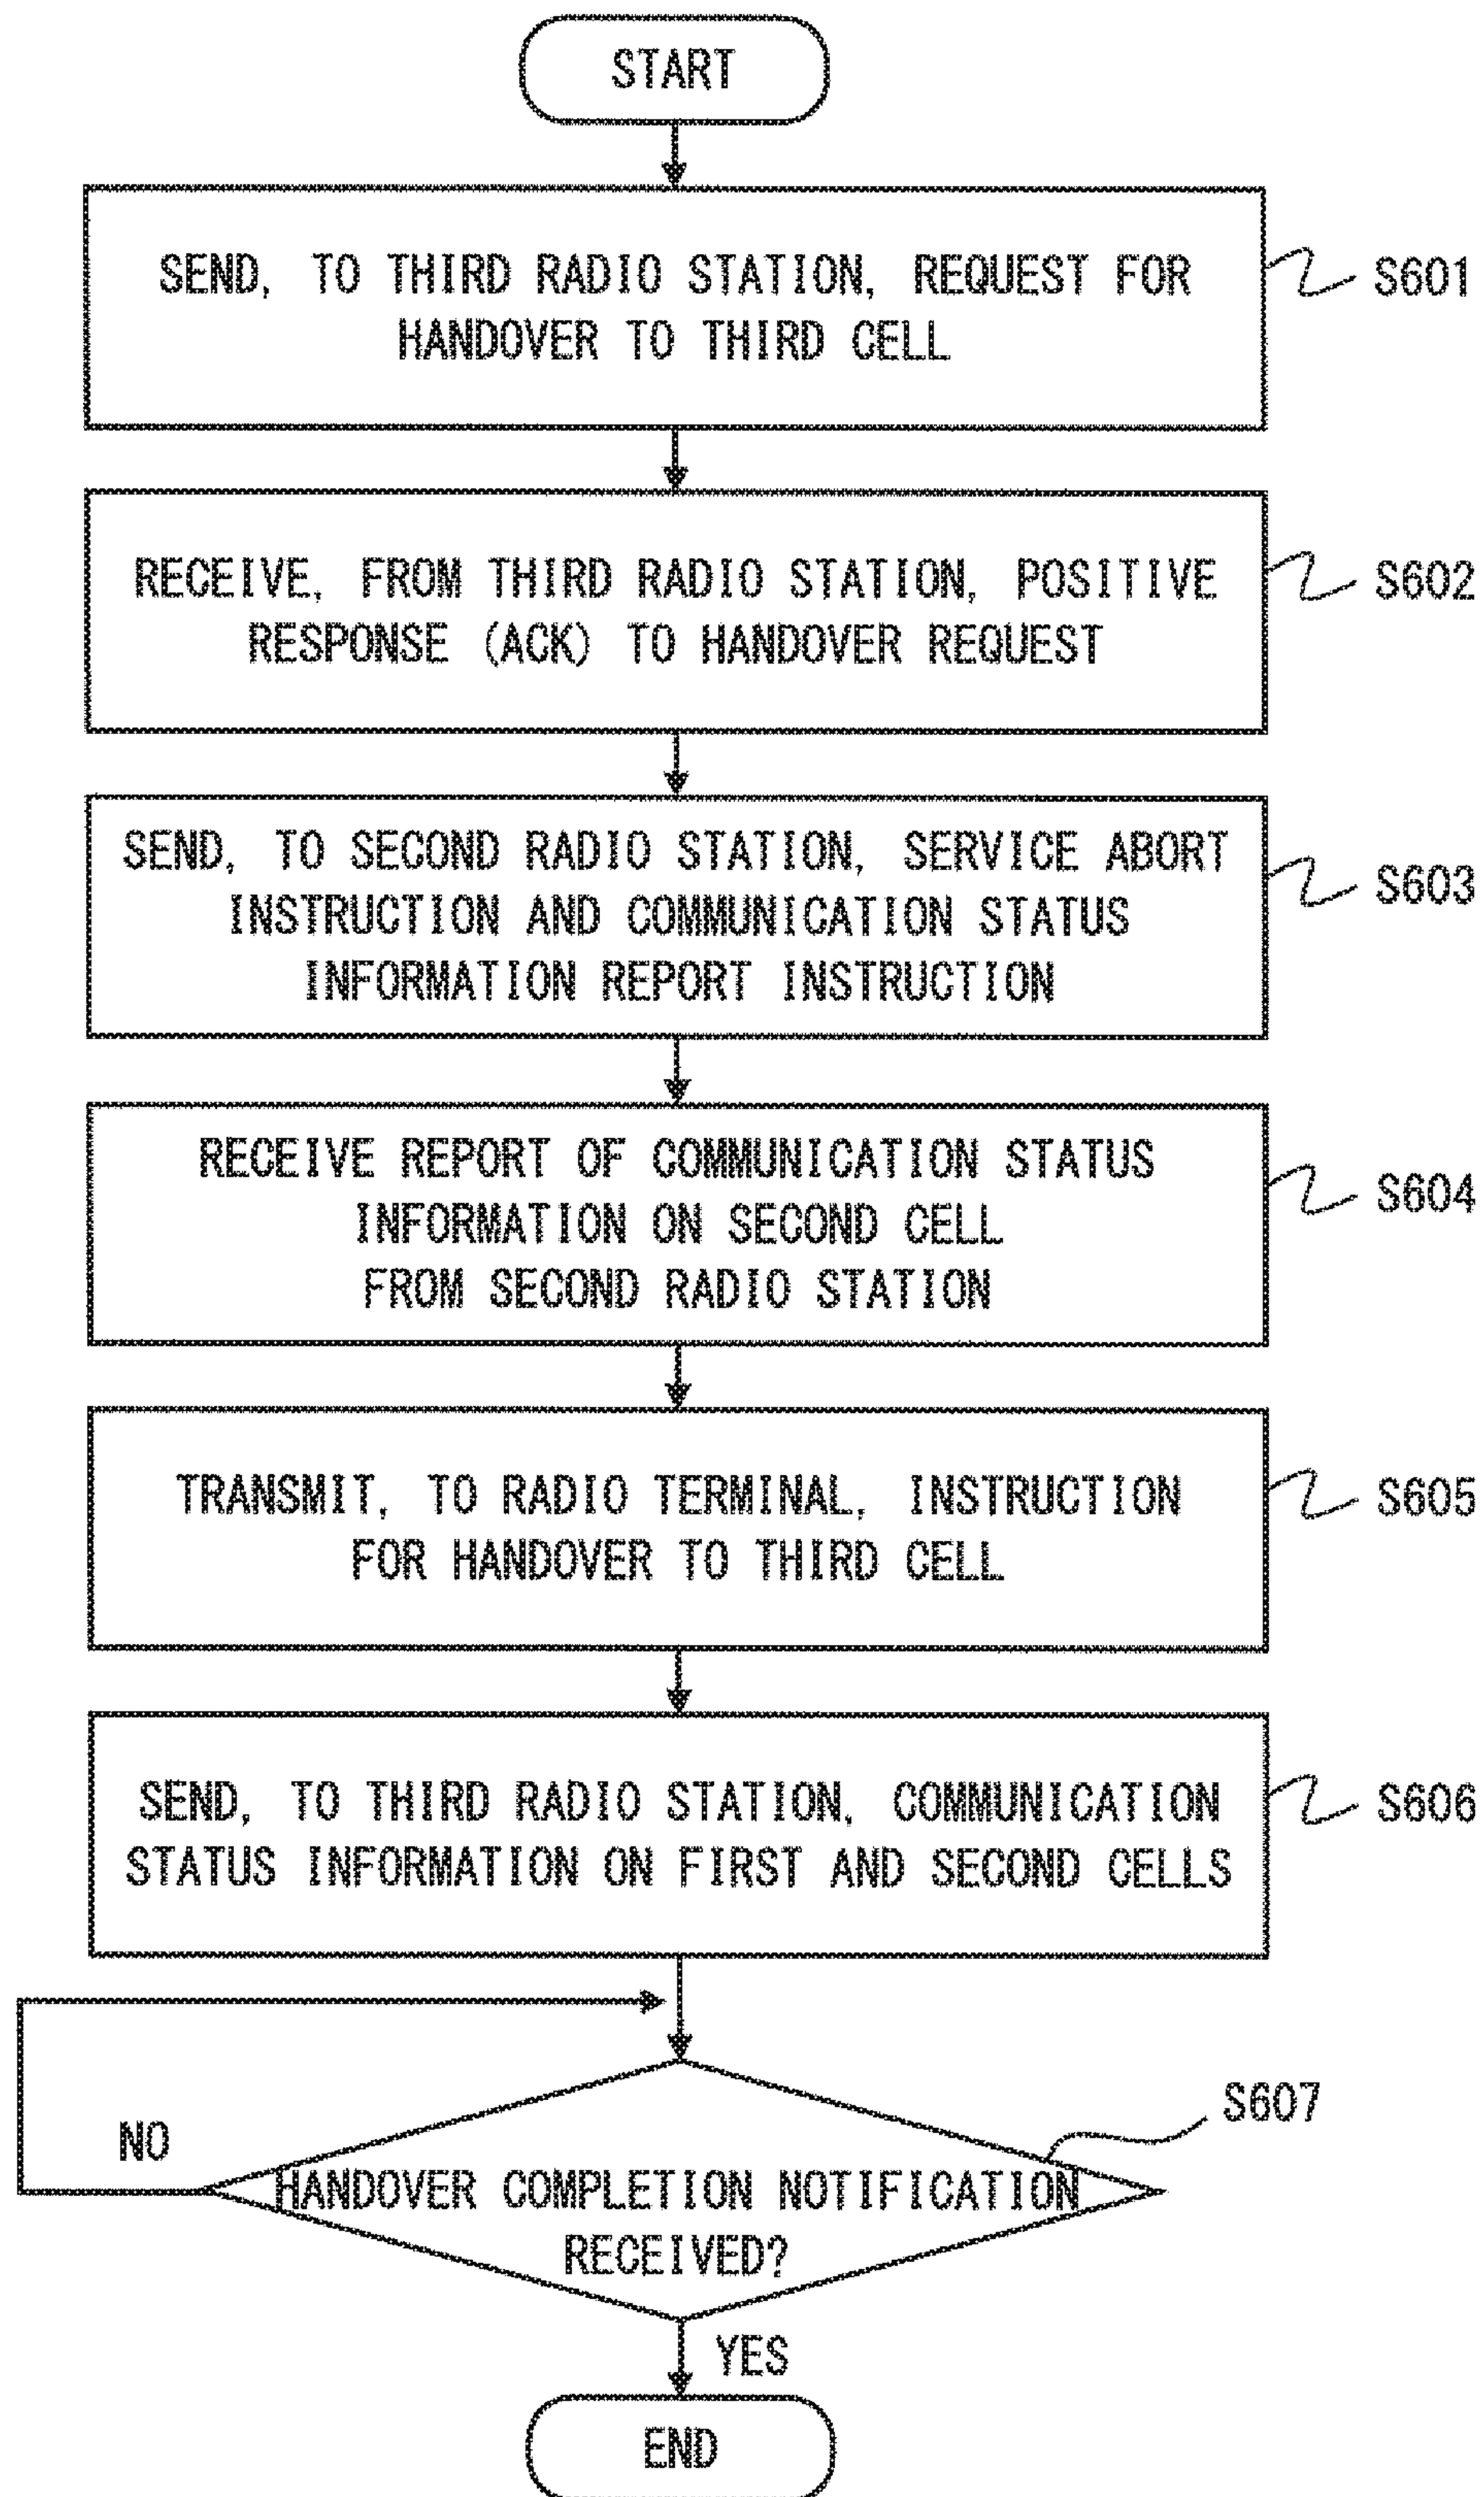 START
SEND, TO THIRD RADIO STATION, REQUEST FOR
HANDOVER TO THIRD CELL
S601
RECEIVE, FROM THIRD RADIO STATION, POSITIVE
RESPONSE (ACK) TO HANDOVER REQUEST
S602
SEND, TO SECOND RADIO STATION, SERVICE ABORT
INSTRUCTION AND COMMUNICATION STATUS
INFORMATION REPORT INSTRUCTION
S603
RECEIVE REPORT OF COMMUNICATION STATUS
INFORMATION ON SECOND CELL
FROM SECOND RADIO STATION
S604
TRANSMIT, TO RADIO TERMINAL, INSTRUCTION
FOR HANDOVER TO THIRD CELL
S605
SEND, TO THIRD RADIO STATION, COMMUNICATION
STATUS INFORMATION ON FIRST AND SECOND CELLS
S606
S607
NO
HANDOVER COMPLETION NOTIFICATION
RECEIVED?
YES
END